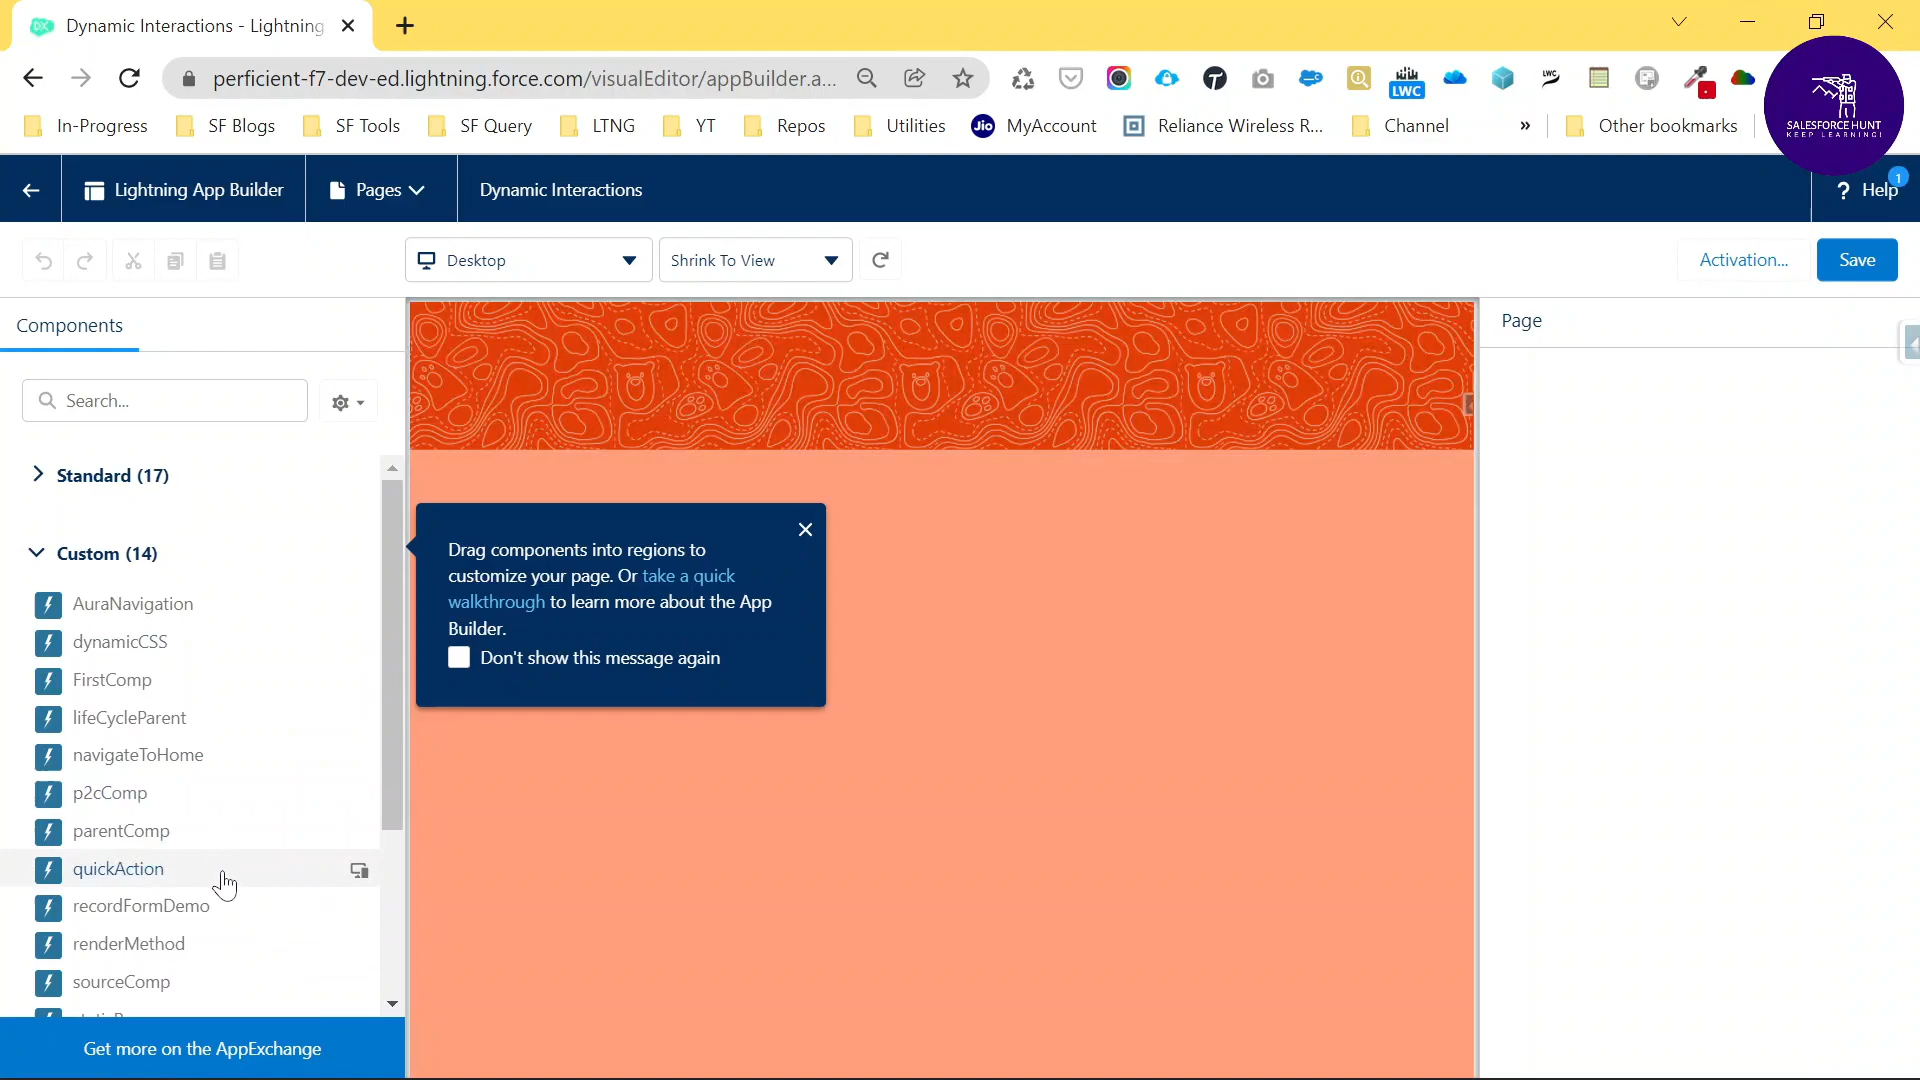 Dynamic Interactions - Lightning
perficient-f7-dev-ed.lightning.force.com/visualEditor/appBuilder.a...
LWC
LWC
In-Progress
SF Blogs
SF Tools
SF Query
LTNG
YT
Repos
Utilities
Jio
MyAccount
Reliance Wireless R...
Channel
»
Other bookmarks
SALESFORCE HUNT
KEEP LEARNING!
Lightning App Builder
Pages
Dynamic Interactions
? Help
1
Desktop
Shrink To View
Activation...
Save
Components
Page
Search...
Standard (17)
Custom (14)
AuraNavigation
dynamicCSS
FirstComp
lifeCycleParent
navigateToHome
p2cComp
parentComp
quickAction
recordFormDemo
renderMethod
sourceComp
Get more on the AppExchange
Drag components into regions to
customize your page. Or take a quick
walkthrough to learn more about the App
Builder.
Don't show this message again